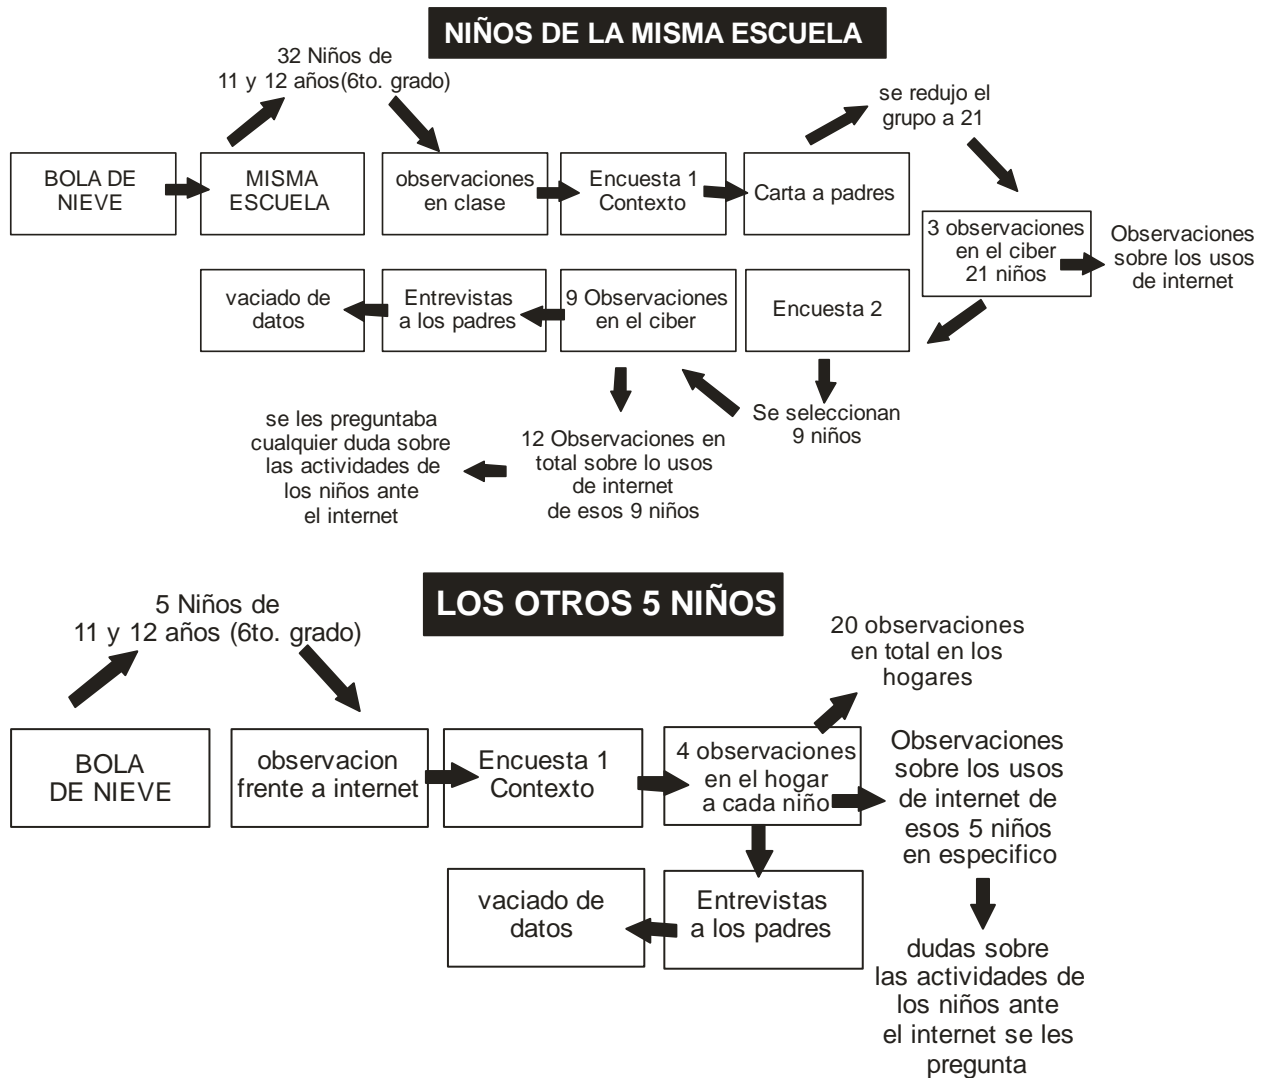 NIÑOS DE LA MISMA ESCUELA
32 Niños de
11 y 12 años(6to. grado)
se redujo el
grupo a 21
BOLA DE
NIEVE
MISMA
ESCUELA
observaciones
en clase
Encuesta 1
Contexto
Carta a padres
3 observaciones
en el ciber
21 niños
Observaciones
sobre los usos
de internet
vaciado de
datos
Entrevistas
a los padres
9 Observaciones
en el ciber
Encuesta 2
Se seleccionan
9 niños
12 Observaciones en
total sobre lo usos
de internet
de esos 9 niños
se les preguntaba
cualquier duda sobre
las actividades de
los niños ante
el internet
LOS OTROS 5 NIÑOS
5 Niños de
11 y 12 años (6to. grado)
20 observaciones
en total en los
hogares
BOLA
DE NIEVE
observacion
frente a internet
Encuesta 1
Contexto
4 observaciones
en el hogar
a cada niño
Observaciones
sobre los usos
de internet de
esos 5 niños
en especifico
vaciado de
datos
Entrevistas
a los padres
dudas sobre
las actividades de
los niños ante
el internet se les
pregunta